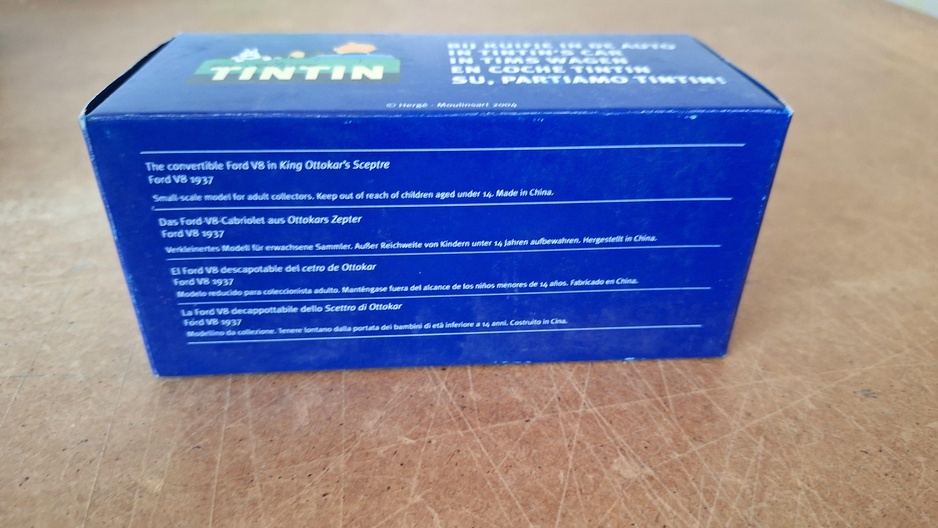 TINTIN
BIJ KUIFJE IN DE AUTO
IN TINTIN'S CAR
IN TIMS WAGEN
EN COCHE TINTIN
SU, PARTIAMO TINTIN!
© Hergé - Moulinsart 2004
The convertible Ford V8 in King Ottokar's Sceptre
Ford V8 1937
Small-scale model for adult collectors. Keep out of reach of children aged under 14. Made in China.
Das Ford-V8-Cabriolet aus Ottokars Zepter
Ford V8 1937
Verkleinertes Modell für erwachsene Sammler. Außer Reichweite von Kindern unter 14 Jahren aufbewahren. Hergestellt in China.
El Ford V8 descapotable del cetro de Ottokar
Ford V8 1937
Modelo reducido para coleccionista adulto. Manténgase fuera del alcance de los niños menores de 14 años. Fabricado en China.
La Ford V8 decappottabile dello Scettro di Ottokar
Ford V8 1937
Modellino da collezione. Tenere lontano dalla portata dei bambini di età inferiore a 14 anni. Costruito in Cina.